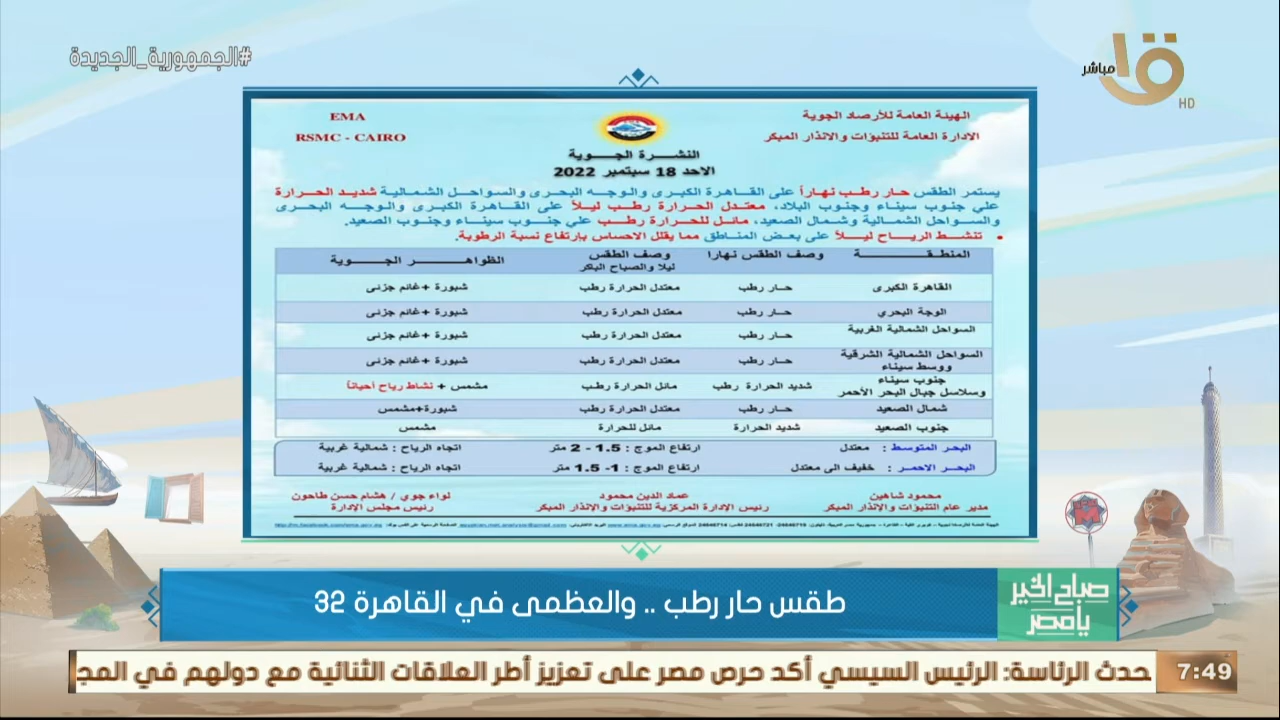 #الجمهورية_الجديدة
مباشر
HD
الهيئة العامة للأرصاد الجوية
EMA
الادارة العامة للتنبؤات والانذار المبكر
RSMC - CAIRO
النشـــرة الجـــويـــة
الاحد 18 سبتمبر 2022
يستمر الطقس حار رطب نهاراً على القاهرة الكبرى والوجه البحرى والسواحل الشمالية شديد الحرارة
علي جنوب سيناء وجنوب البلاد، معتدل الحرارة رطب ليلاً على القاهرة الكبرى والوجه البحرى
والسواحل الشمالية وشمال الصعيد، مائل للحرارة رطب علي جنوب سيناء وجنوب الصعيد.
• تنشط الرياح ليلاً على بعض المناطق مما يقلل الاحساس بإرتفاع نسبة الرطوبة.
المنطقـــة وصف الطقس نهارا وصف الطقس ليلا والصباح الباكر الظواهـــر الجـــوية
القاهرة الكبرى حار رطب معتدل الحرارة رطب شبورة +غائم جزئى
الوجة البحري حار رطب معتدل الحرارة رطب شبورة +غائم جزئى
السواحل الشمالية الغربية حار رطب معتدل الحرارة رطب شبورة +غائم جزئى
السواحل الشمالية الشرقية ووسط سيناء حار رطب معتدل الحرارة رطب شبورة +غائم جزئى
جنوب سيناء وسلاسل جبال البحر الأحمر شديد الحرارة رطب مائل الحرارة رطب مشمس + نشاط رياح أحياناً
شمال الصعيد حار رطب معتدل الحرارة رطب شبورة+مشمس
جنوب الصعيد شديد الحرارة مائل للحرارة مشمس
البحر المتوسط : معتدل ارتفاع الموج : 1.5 - 2 متر اتجاه الرياح : شمالية غربية
البحر الاحمر : خفيف الى معتدل ارتفاع الموج : 1- 1.5 متر اتجاه الرياح : شمالية غربية
محمود شاهين عماد الدين محمود لواء جوي / هشام حسن طاحون
مدير عام التنبؤات والانذار المبكر رئيس الإدارة المركزية للتنبؤات والإنذار المبكر رئيس مجلس الإدارة
صباح الخير
يا مصر
طقس حار رطب .. والعظمى في القاهرة 32
7:49
حدث الرئاسة: الرئيس السيسي أكد حرص مصر على تعزيز أطر العلاقات الثنائية مع دولهم في المج